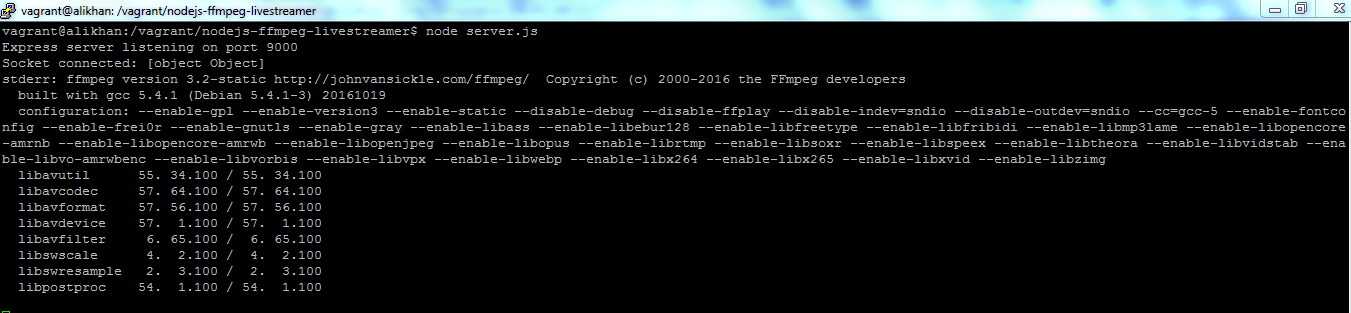 vagrant@alikhan: /vagrant/nodejs-ffmpeg-livestreamer
vagrant@alikhan:/vagrant/nodejs-ffmpeg-livestreamer$ node server.js
Express server listening on port 9000
Socket connected: [object Object]
stderr: ffmpeg version 3.2-static http://johnvansickle.com/ffmpeg/  Copyright (c) 2000-2016 the FFmpeg developers
  built with gcc 5.4.1 (Debian 5.4.1-3) 20161019
  configuration: --enable-gpl --enable-version3 --enable-static --disable-debug --disable-ffplay --disable-indev=sndio --disable-outdev=sndio --cc=gcc-5 --enable-fontco
nfig --enable-frei0r --enable-gnutls --enable-gray --enable-libass --enable-libebur128 --enable-libfreetype --enable-libfribidi --enable-libmp3lame --enable-libopencore
-amrnb --enable-libopencore-amrwb --enable-libopenjpeg --enable-libopus --enable-librtmp --enable-libsoxr --enable-libspeex --enable-libtheora --enable-libvidstab --ena
ble-libvo-amrwbenc --enable-libvorbis --enable-libvpx --enable-libwebp --enable-libx264 --enable-libx265 --enable-libxvid --enable-libzimg
  libavutil      55. 34.100 / 55. 34.100
  libavcodec     57. 64.100 / 57. 64.100
  libavformat    57. 56.100 / 57. 56.100
  libavdevice    57.  1.100 / 57.  1.100
  libavfilter     6. 65.100 /  6. 65.100
  libswscale      4.  2.100 /  4.  2.100
  libswresample   2.  3.100 /  2.  3.100
  libpostproc    54.  1.100 / 54.  1.100